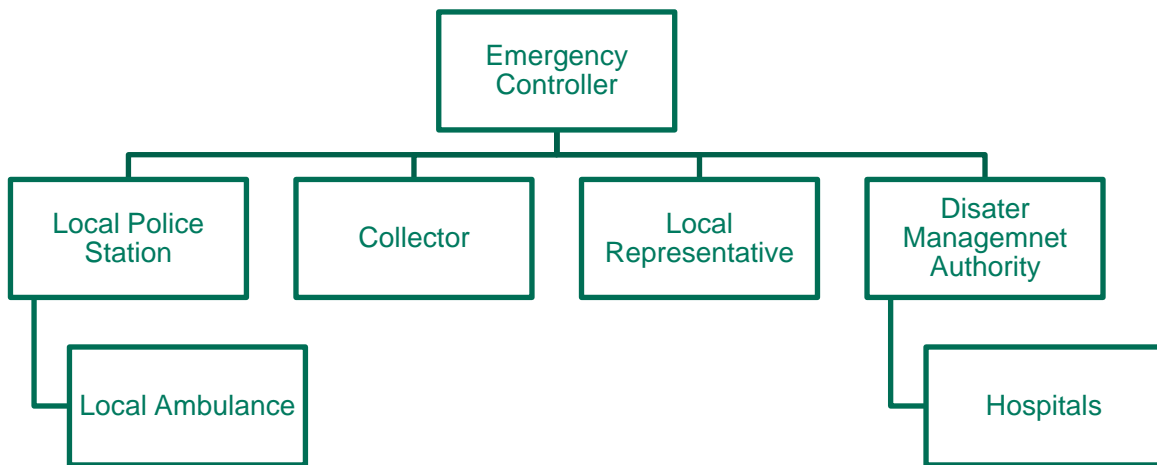 Emergency
Controller
Local Police
Station
Collector
Local
Representative
Disater
Managemnet
Authority
Local Ambulance
Hospitals